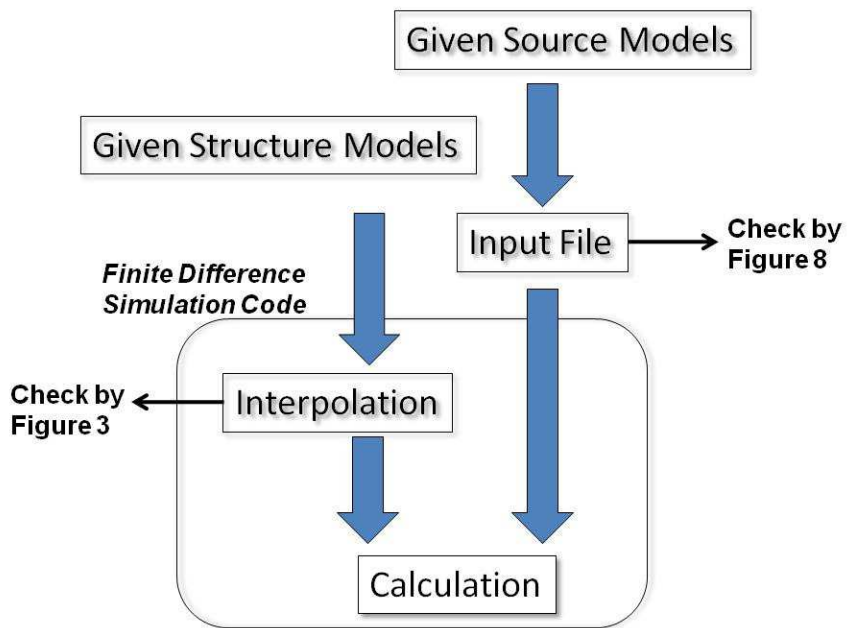 Given Source Models
Given Structure Models
Input File
Check by
Figure 8
Finite Difference
Simulation Code
Interpolation
Check by
Figure 3
Calculation